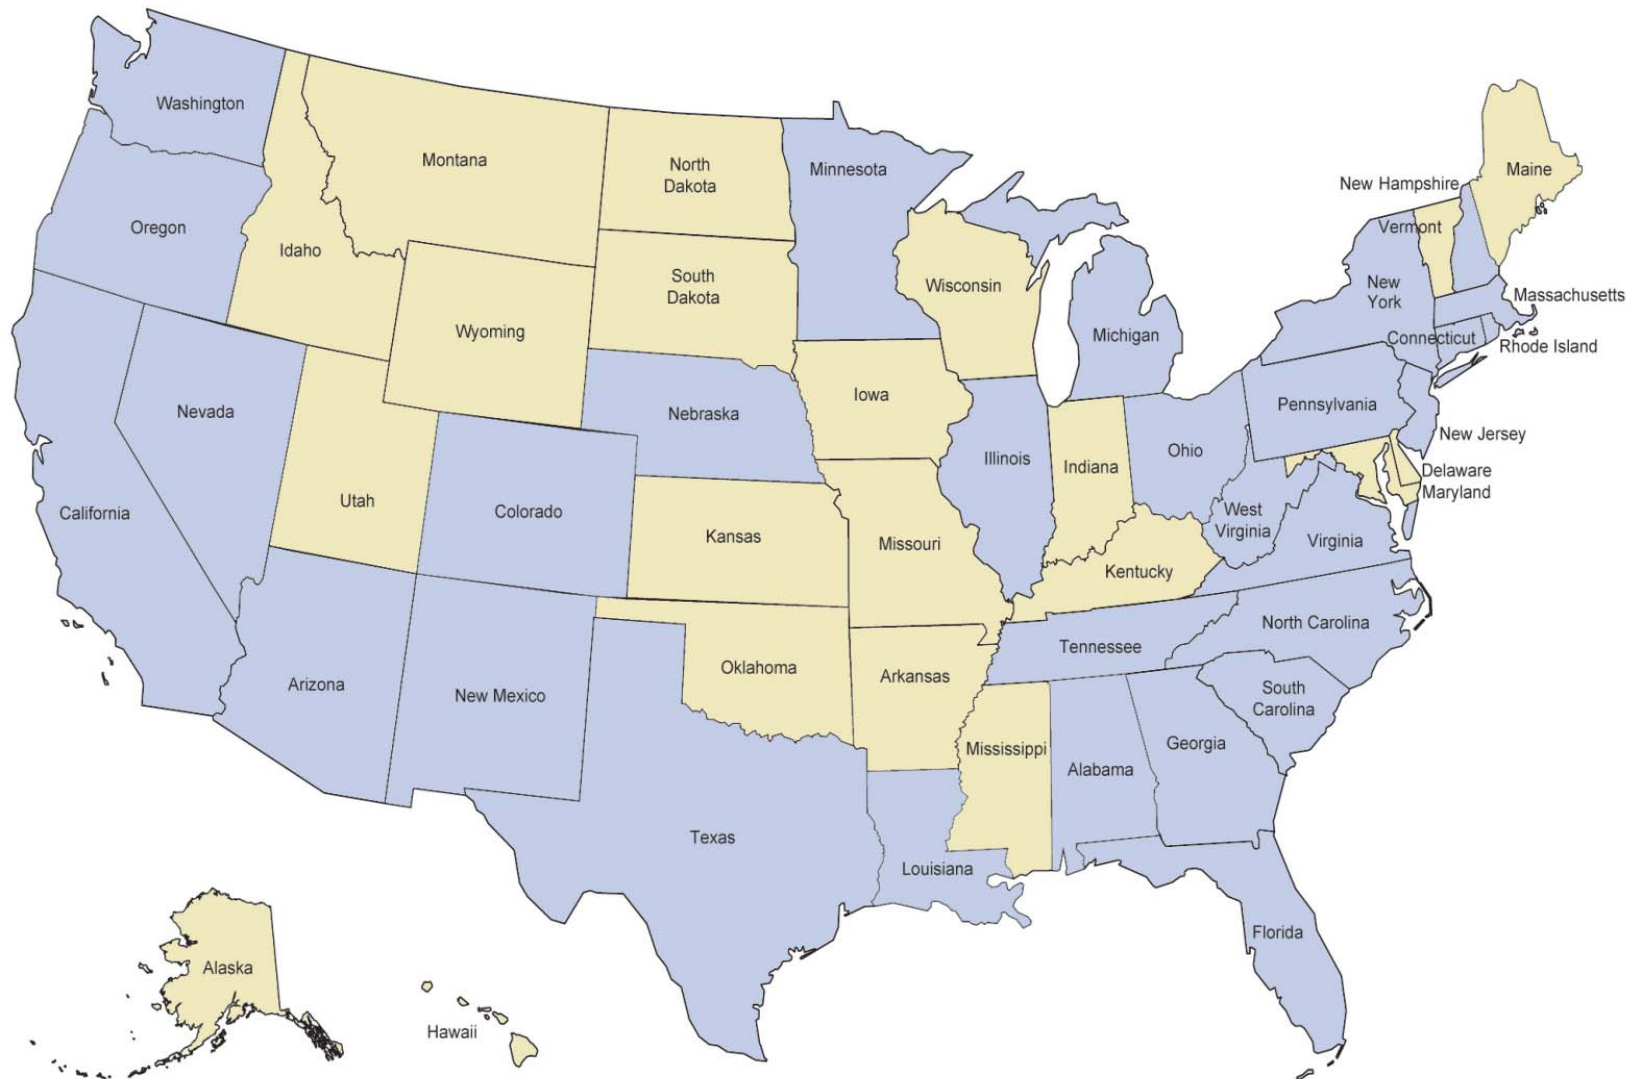 Washington
Montana
North
Dakota
Minnesota
Maine
New Hampshire
Vermont
Oregon
Idaho
South
Dakota
Wisconsin
New
York
Massachusetts
Wyoming
Michigan
Connecticut
Rhode Island
Nevada
Nebraska
Iowa
Pennsylvania
New Jersey
Illinois
Indiana
Ohio
Delaware
Maryland
California
Utah
Colorado
Kansas
Missouri
West
Virginia
Virginia
Kentucky
North Carolina
Tennessee
Arizona
New Mexico
Oklahoma
Arkansas
South
Carolina
Mississippi
Alabama
Georgia
Texas
Louisiana
Florida
Alaska
Hawaii